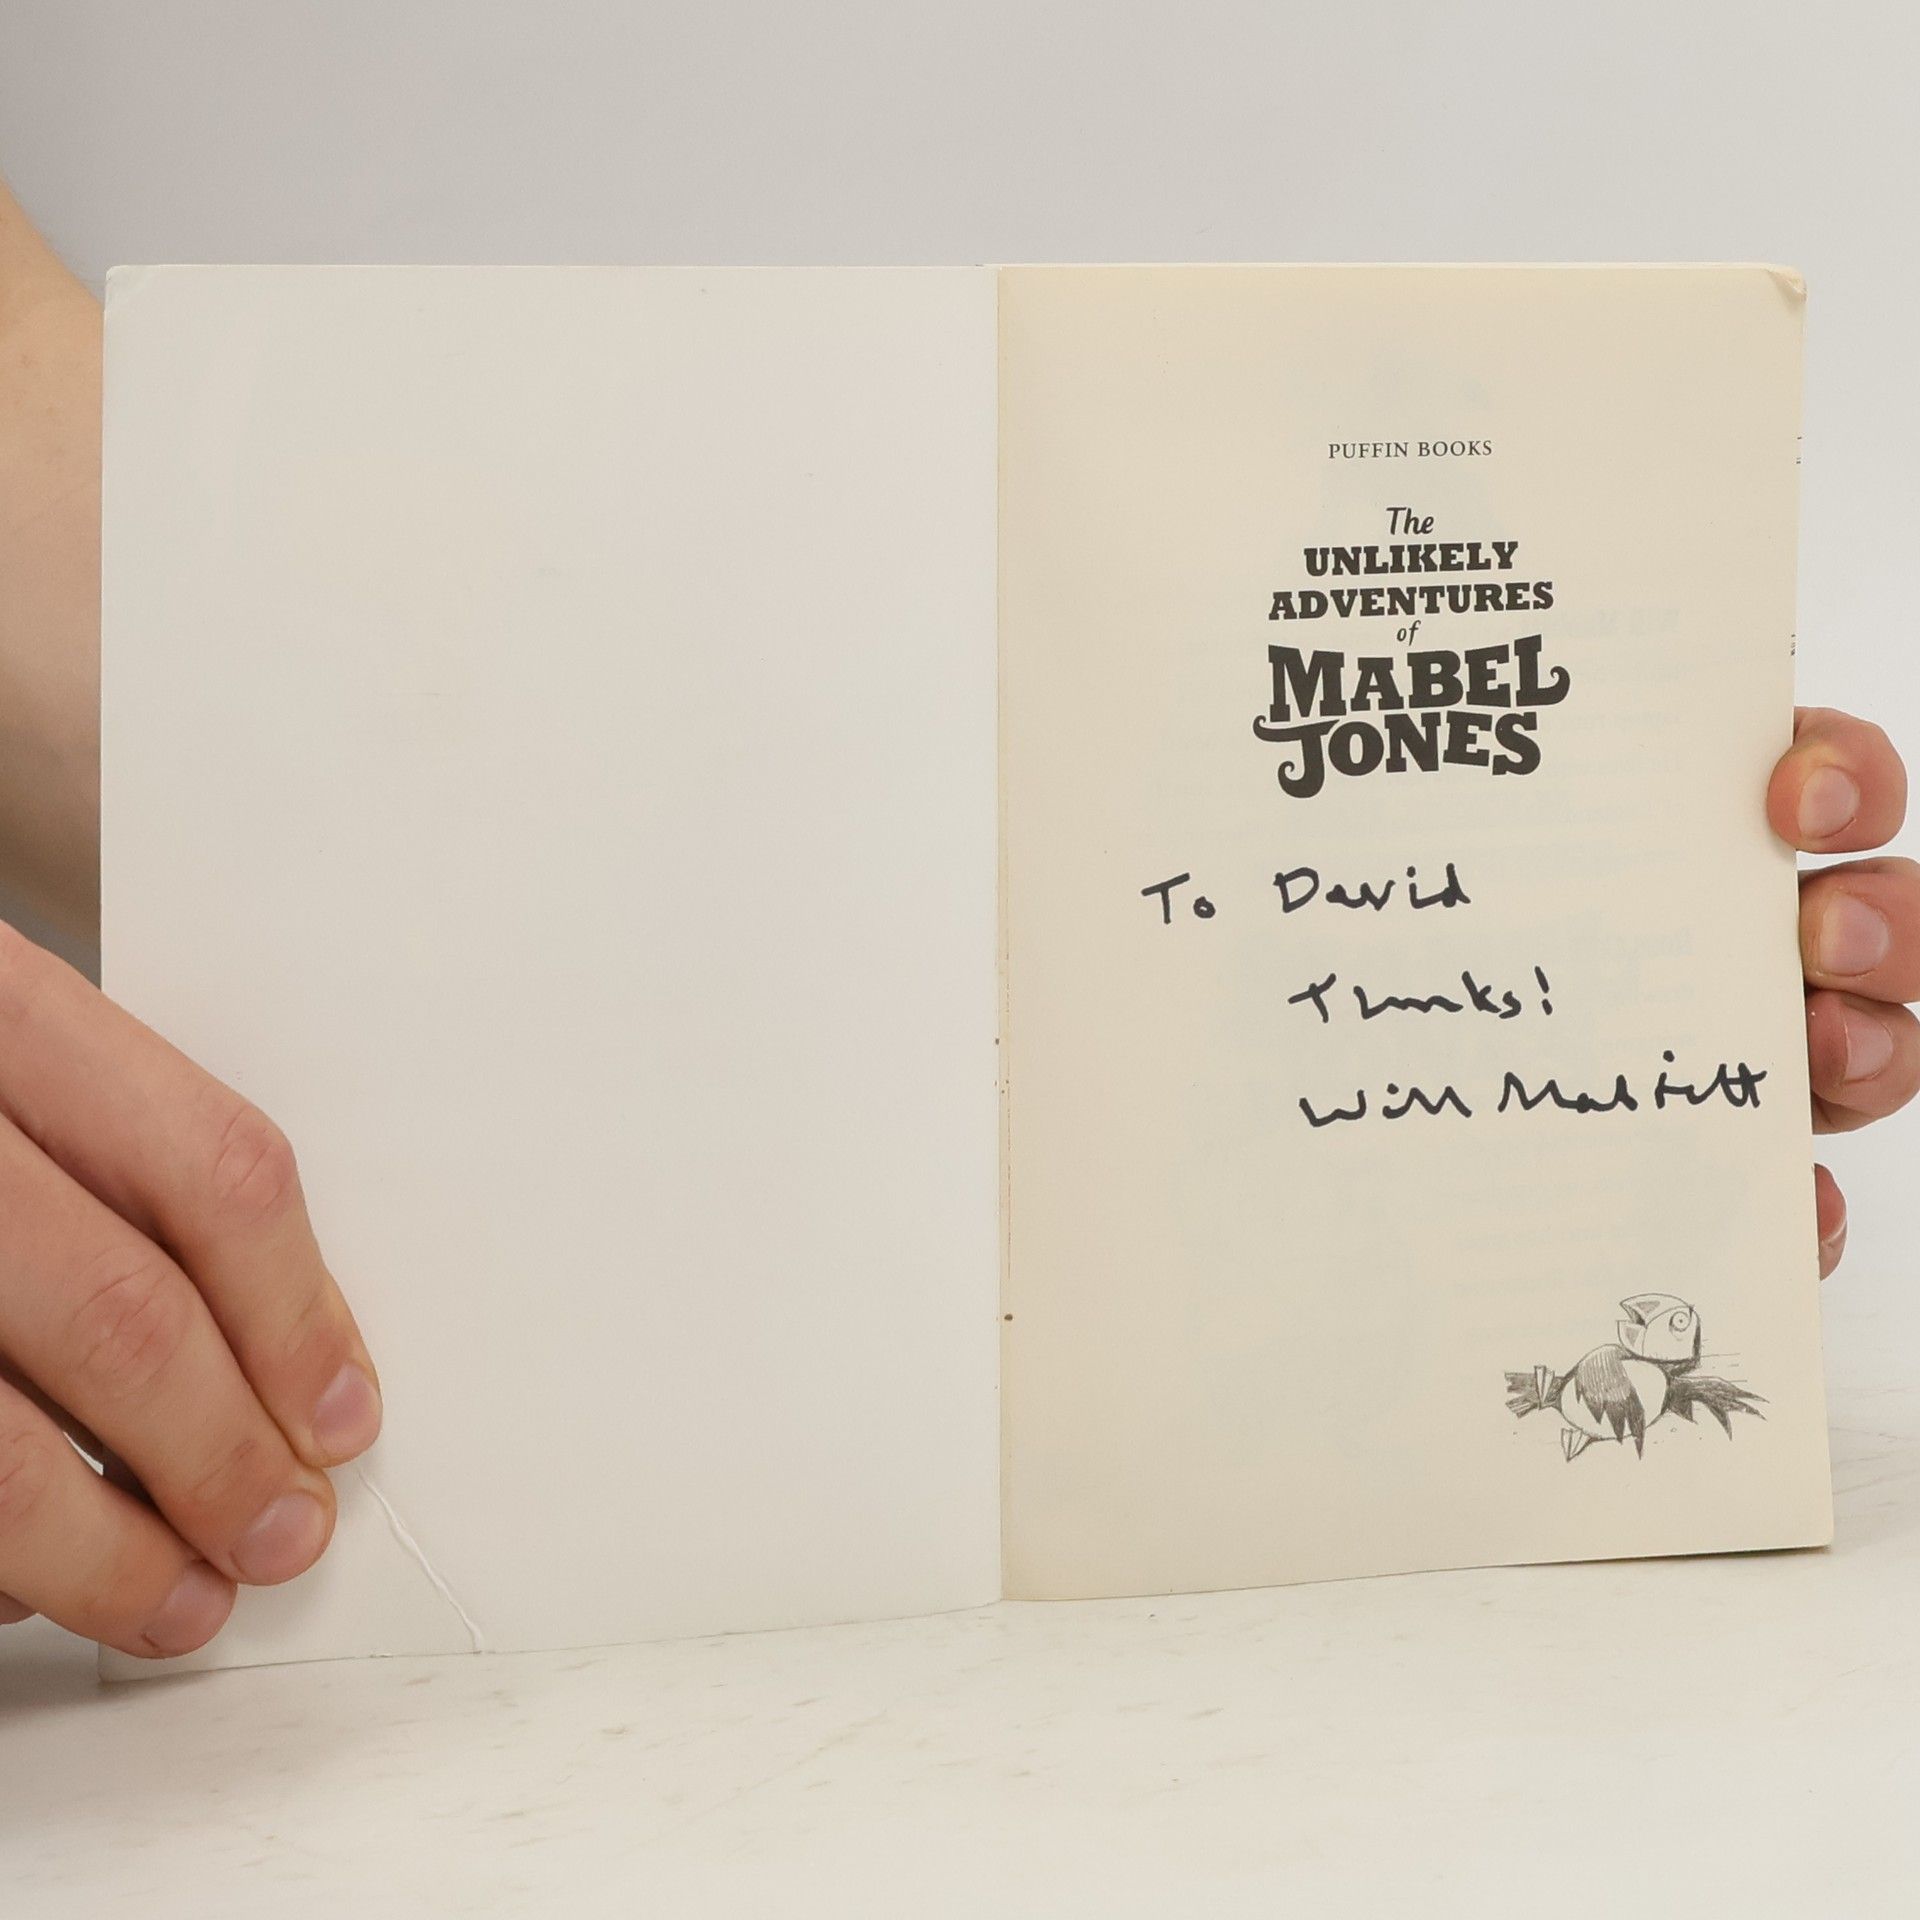 PUFFIN BOOKS
The
UNLIKELY
ADVENTURES
of
MABEL
JONES
To David
Thanks!
Will Mabbitt